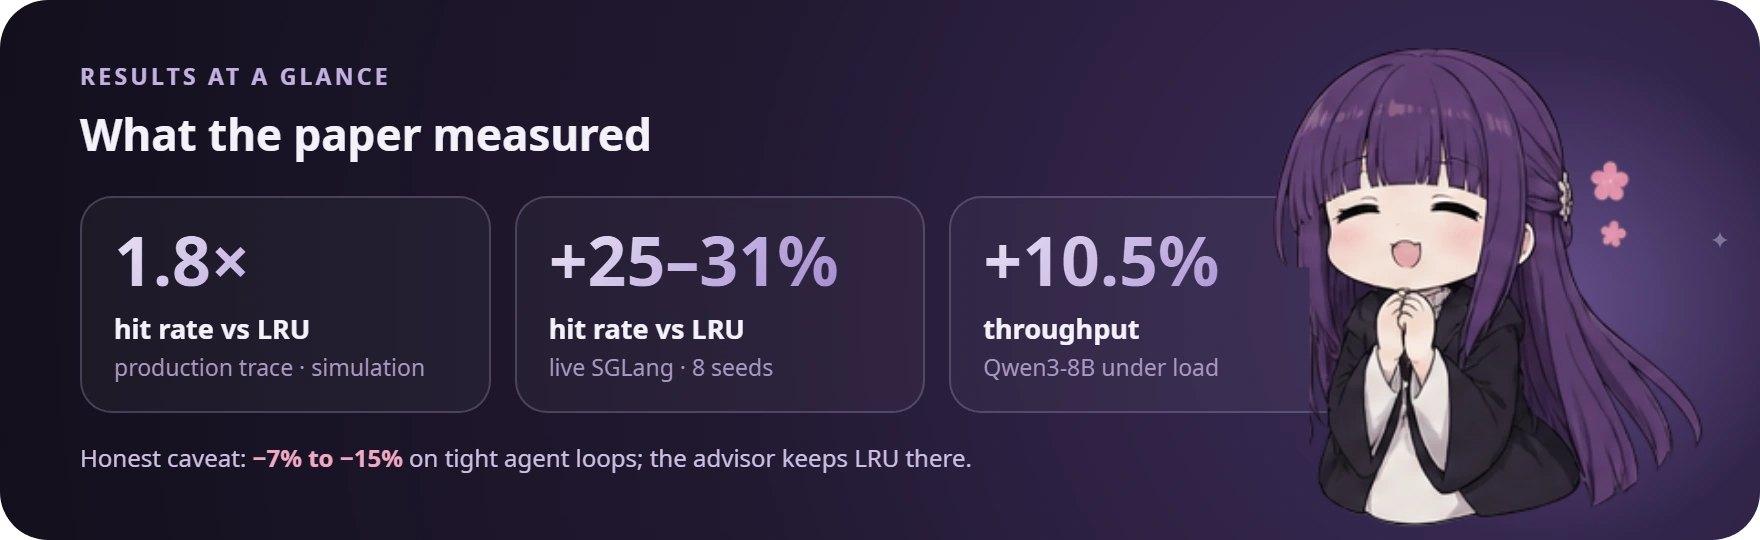 RESULTS AT A GLANCE
What the paper measured
1.8×
hit rate vs LRU
production trace · simulation
+25–31%
hit rate vs LRU
live SGLang · 8 seeds
+10.5%
throughput
Qwen3-8B under load
Honest caveat: −7% to −15% on tight agent loops; the advisor keeps LRU there.